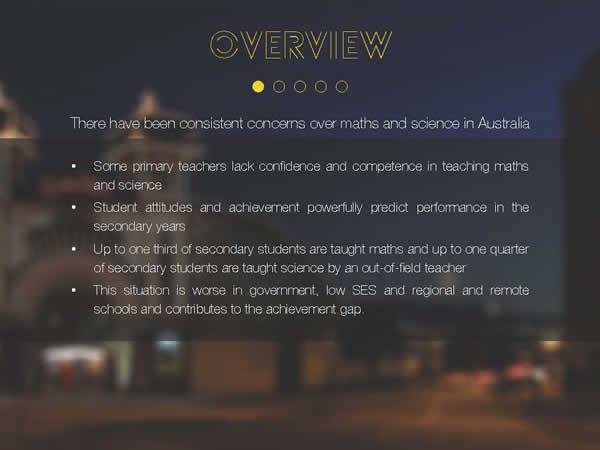 OVERVIEW
There have been consistent concerns over maths and science in Australia
• Some primary teachers lack confidence and competence in teaching maths
and science
• Student attitudes and achievement powerfully predict performance in the
secondary years
• Up to one third of secondary students are taught maths and up to one quarter
of secondary students are taught science by an out-of-field teacher
• This situation is worse in government, low SES and regional and remote
schools and contributes to the achievement gap.